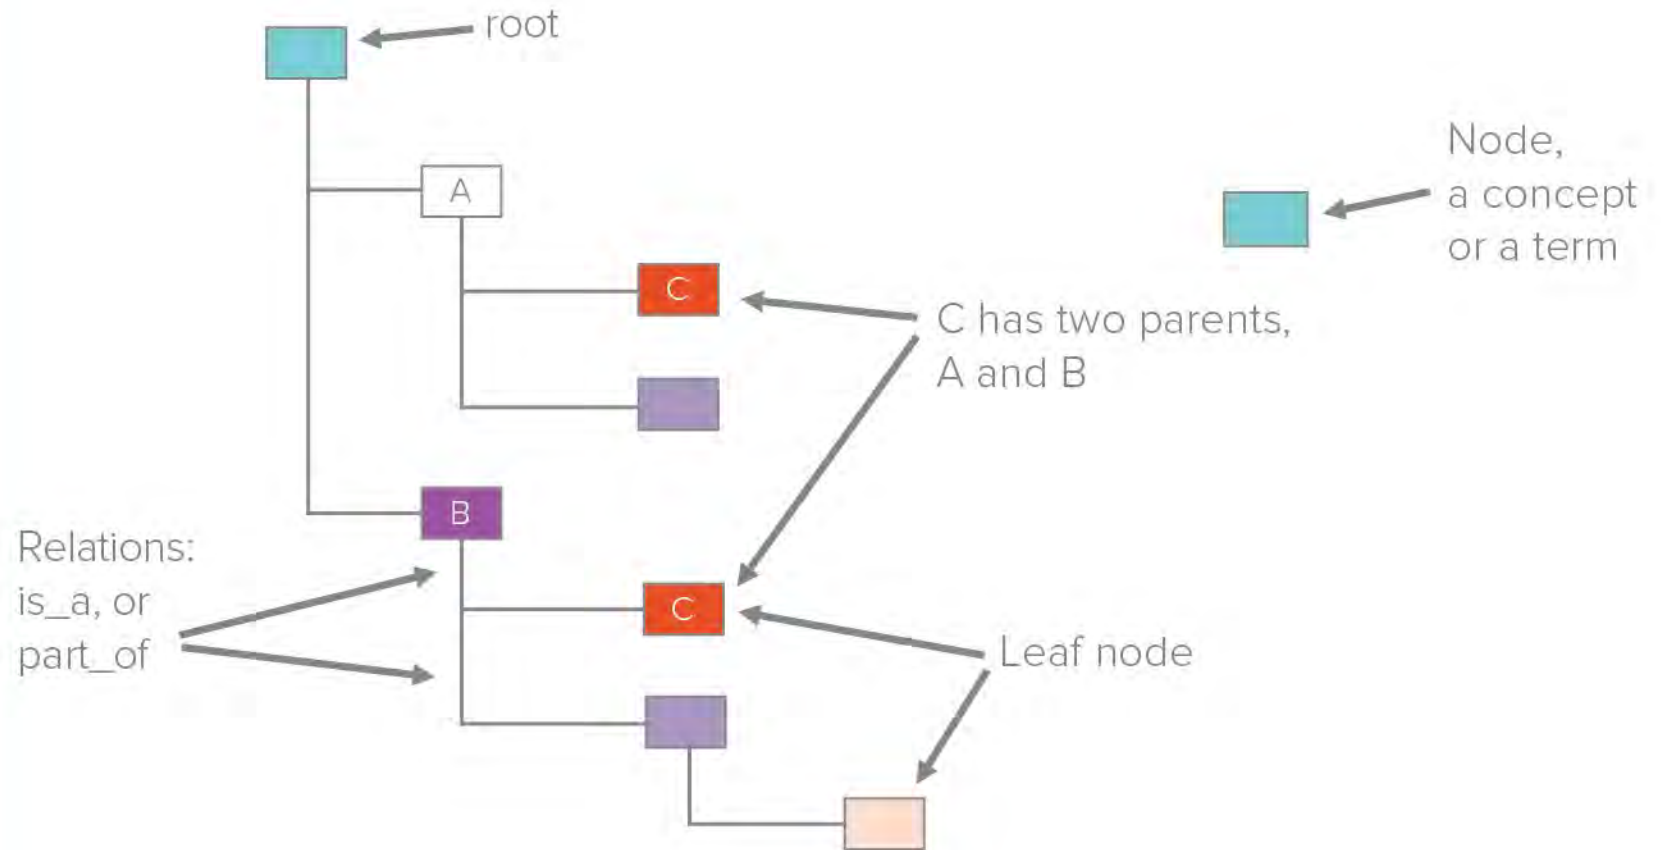 root
Node,
a concept
or a term
A
C
C has two parents,
A and B
B
Relations:
is_a, or
part_of
C
Leaf node